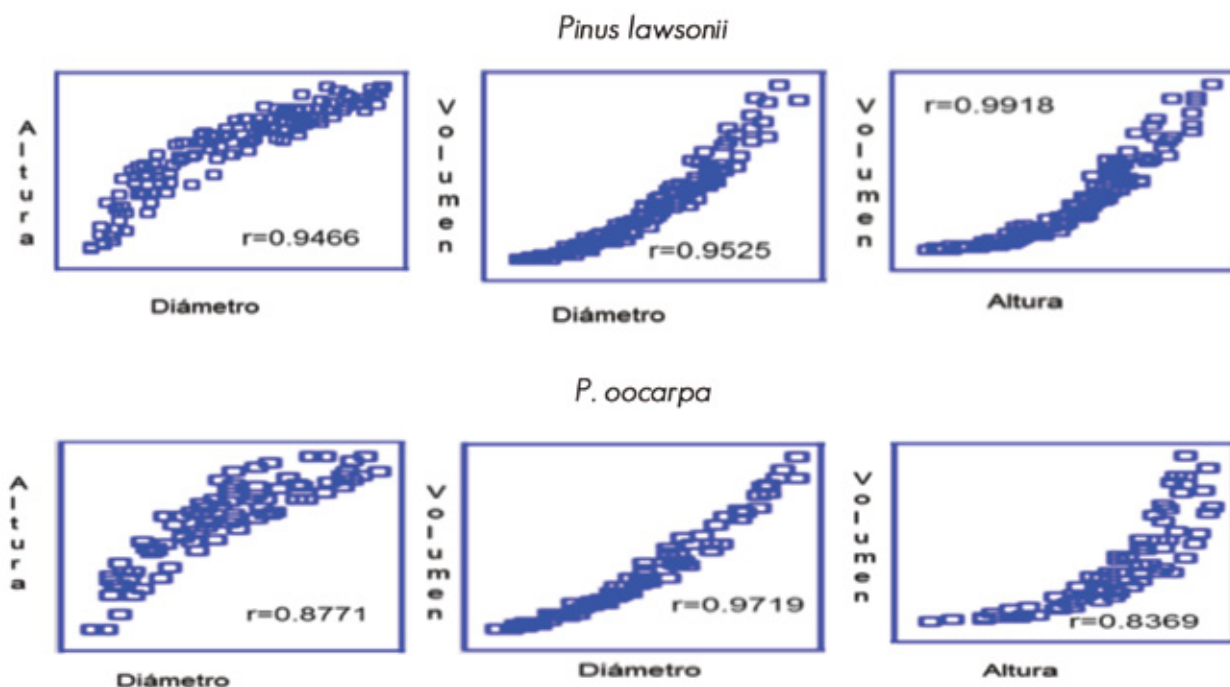 Pinus lawsonii
Altura
r=0.9466
Diámetro
Volumen
r=0.9525
Diámetro
Volumen
r=0.9918
Altura
P. oocarpa
Altura
r=0.8771
Diámetro
Volumen
r=0.9719
Diámetro
Volumen
r=0.8369
Altura